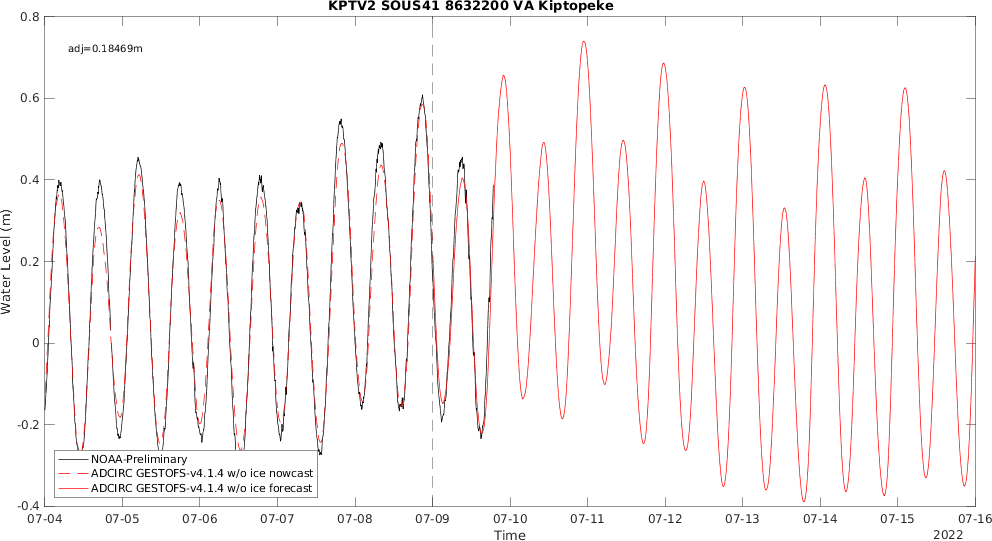 KPTV2 SOUS41 8632200 VA Kiptopeke
adj=0.18469m
Water Level (m)
0.8
0.6
0.4
0.2
0
-0.2
-0.4
NOAA-Preliminary
ADCIRC GESTOFS-v4.1.4 w/o ice nowcast
ADCIRC GESTOFS-v4.1.4 w/o ice forecast
07-04 07-05 07-06 07-07 07-08 07-09 07-10 07-11 07-12 07-13 07-14 07-15 07-16
Time
2022